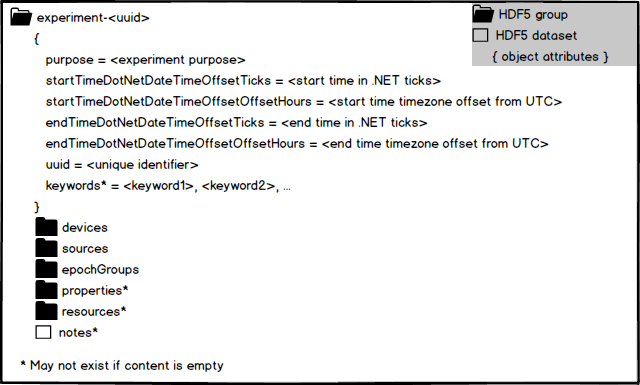 experiment-<uuid>
{
purpose = <experiment purpose>
startTimeDotNetDateTimeOffsetTicks = <start time in .NET ticks>
startTimeDotNetDateTimeOffsetOffsetHours = <start time timezone offset from UTC>
endTimeDotNetDateTimeOffsetTicks = <end time in .NET ticks>
endTimeDotNetDateTimeOffsetOffsetHours = <end time timezone offset from UTC>
uuid = <unique identifier>
keywords* = <keyword1>, <keyword2>, ...
}
devices
sources
epochGroups
properties*
resources*
notes*
* May not exist if content is empty
HDF5 group
HDF5 dataset
{ object attributes }